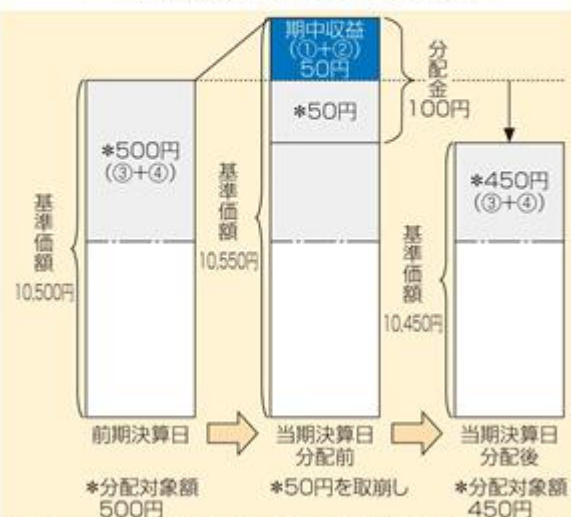 期中収益
(①+②)
50円
分配金
100円
*50円
*500円
(③+④)
*450円
(③+④)
基準価額
10,500円
基準価額
10,550円
基準価額
10,450円
前期決算日
当期決算日
分配前
当期決算日
分配後
*分配対象額
500円
*50円を取崩し
*分配対象額
450円